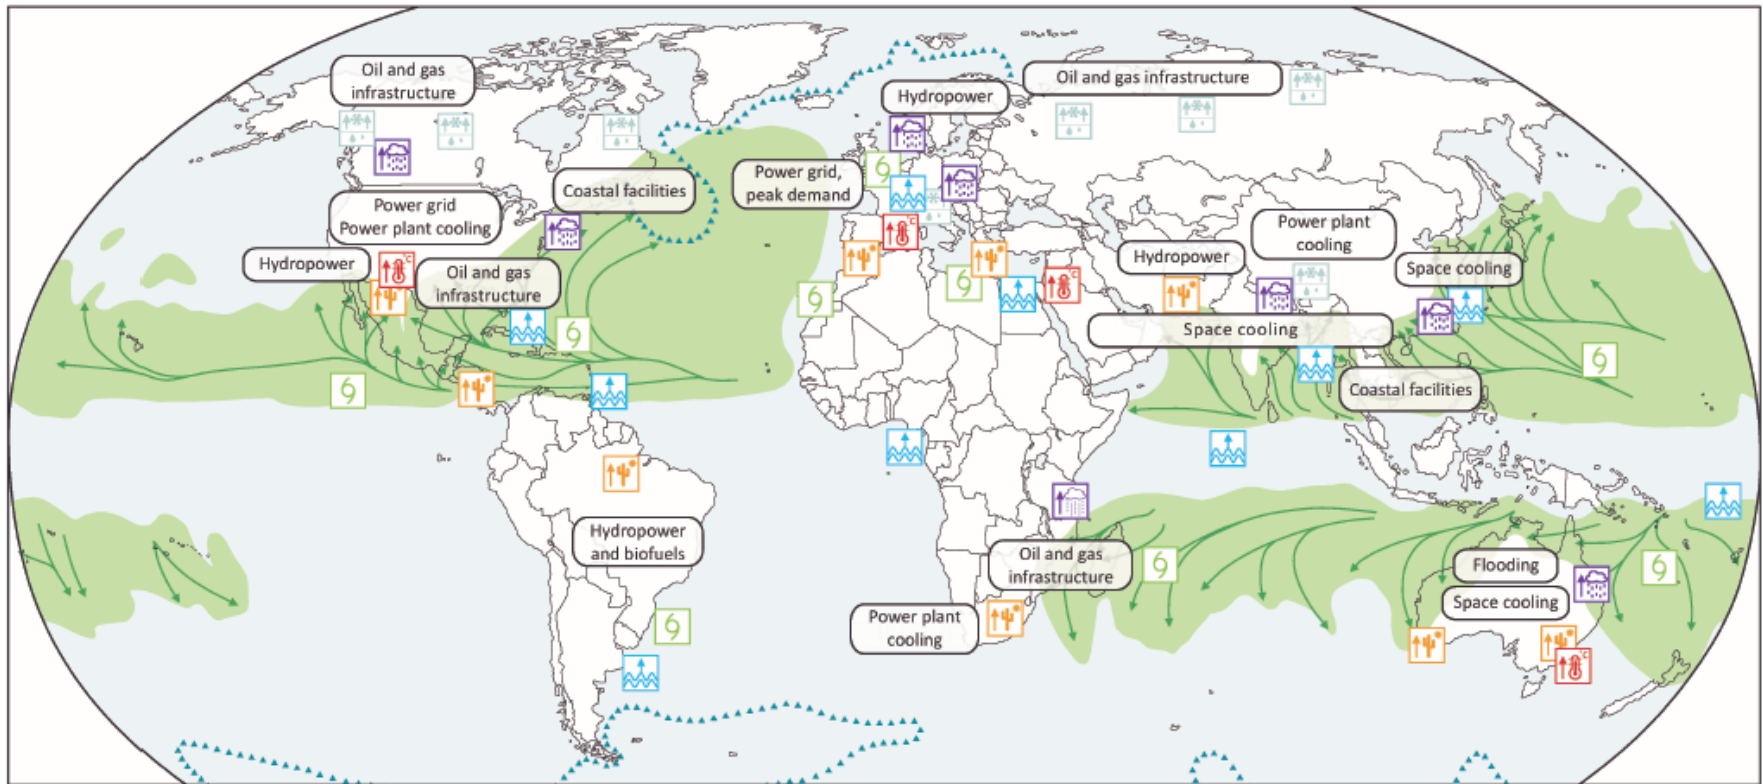 Oil and gas
infrastructure
Oil and gas infrastructure
Hydropower
Power grid,
peak demand
Coastal facilities
Power grid
Power plant cooling
Hydropower
Oil and gas
infrastructure
Power plant
cooling
Hydropower
Space cooling
Space cooling
Coastal facilities
Hydropower
and biofuels
Oil and gas
infrastructure
Power plant
cooling
Flooding
Space cooling
°C
°C
°C
°C